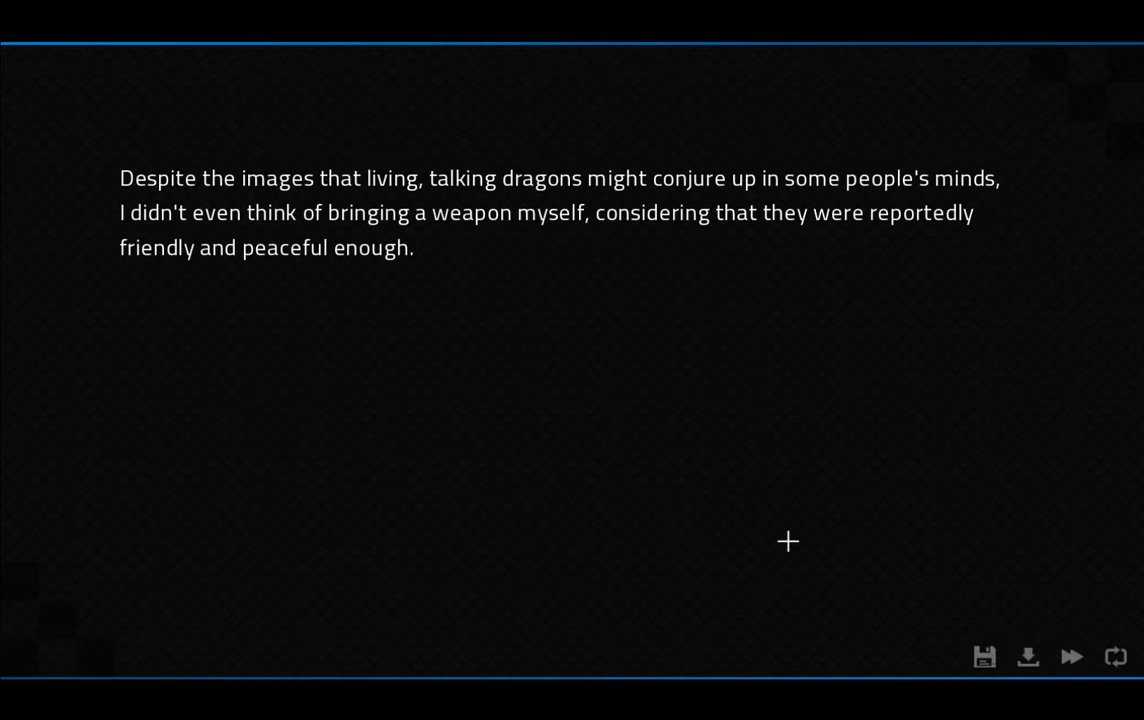 Despite the images that living, talking dragons might conjure up in some people's minds,
I didn't even think of bringing a weapon myself, considering that they were reportedly
friendly and peaceful enough.